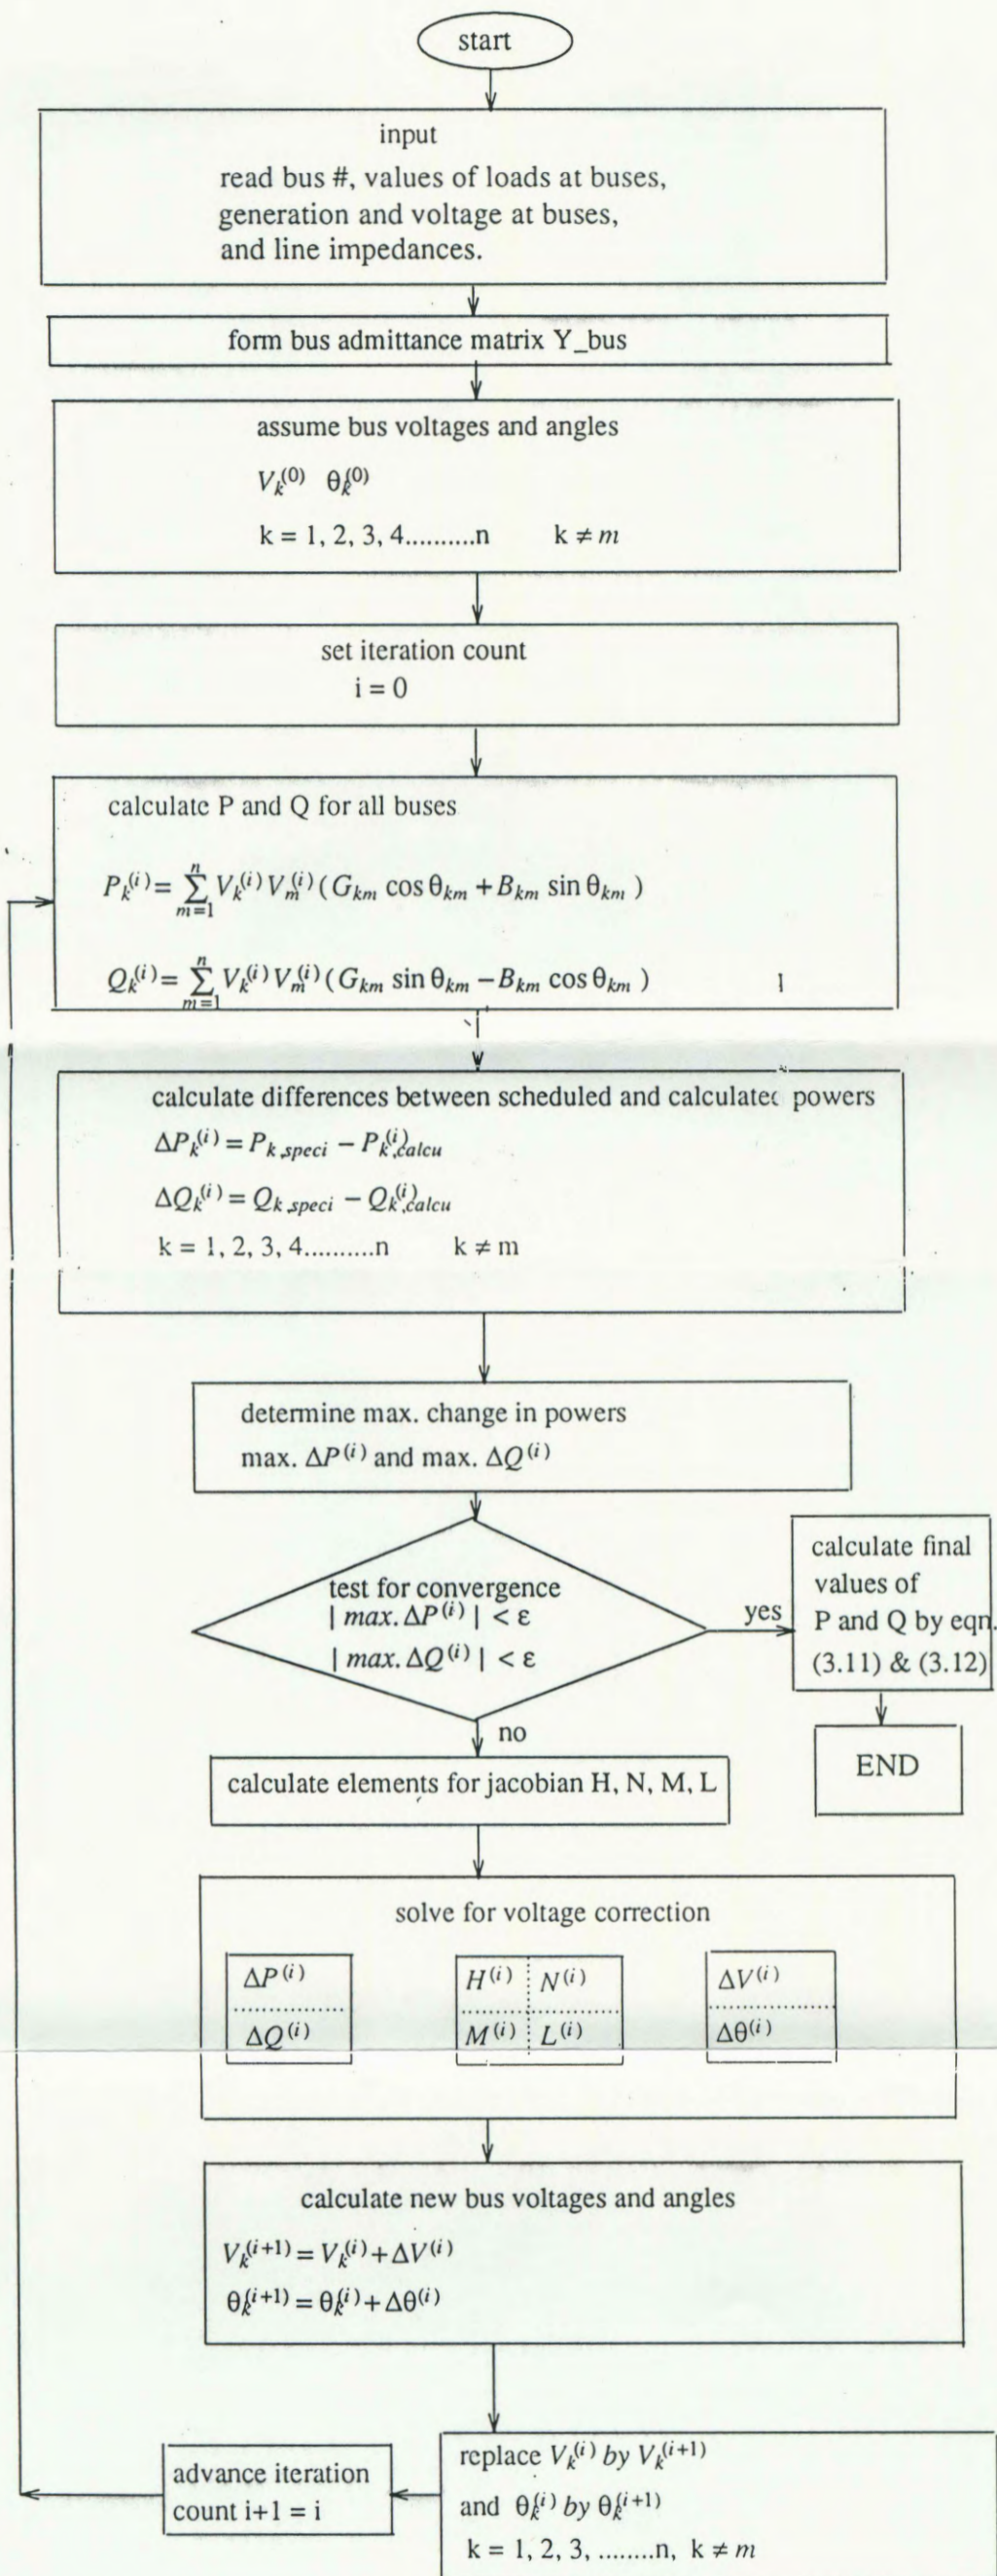 start
input
read bus #, values of loads at buses,
generation and voltage at buses,
and line impedances.
form bus admittance matrix Y_bus
assume bus voltages and angles
V_k^(0) θ_k^(0)
k = 1, 2, 3, 4..........n k ≠ m
set iteration count
i = 0
calculate P and Q for all buses
P_k^(i) = Σ_{m=1}^{n} V_k^(i) V_m^(i) ( G_km cos θ_km + B_km sin θ_km )
Q_k^(i) = Σ_{m=1}^{n} V_k^(i) V_m^(i) ( G_km sin θ_km − B_km cos θ_km )
calculate differences between scheduled and calculated powers
ΔP_k^(i) = P_k,speci − P_k,calcu^(i)
ΔQ_k^(i) = Q_k,speci − Q_k,calcu^(i)
k = 1, 2, 3, 4..........n k ≠ m
determine max. change in powers
max. ΔP^(i) and max. ΔQ^(i)
test for convergence
| max. ΔP^(i) | < ε
| max. ΔQ^(i) | < ε
yes
calculate final
values of
P and Q by eqn.
(3.11) & (3.12)
END
no
calculate elements for jacobian H, N, M, L
solve for voltage correction
ΔP^(i) H^(i) N^(i) ΔV^(i)
ΔQ^(i) M^(i) L^(i) Δθ^(i)
calculate new bus voltages and angles
V_k^(i+1) = V_k^(i) + ΔV^(i)
θ_k^(i+1) = θ_k^(i) + Δθ^(i)
replace V_k^(i) by V_k^(i+1)
and θ_k^(i) by θ_k^(i+1)
k = 1, 2, 3, ........n, k ≠ m
advance iteration
count i+1 = i